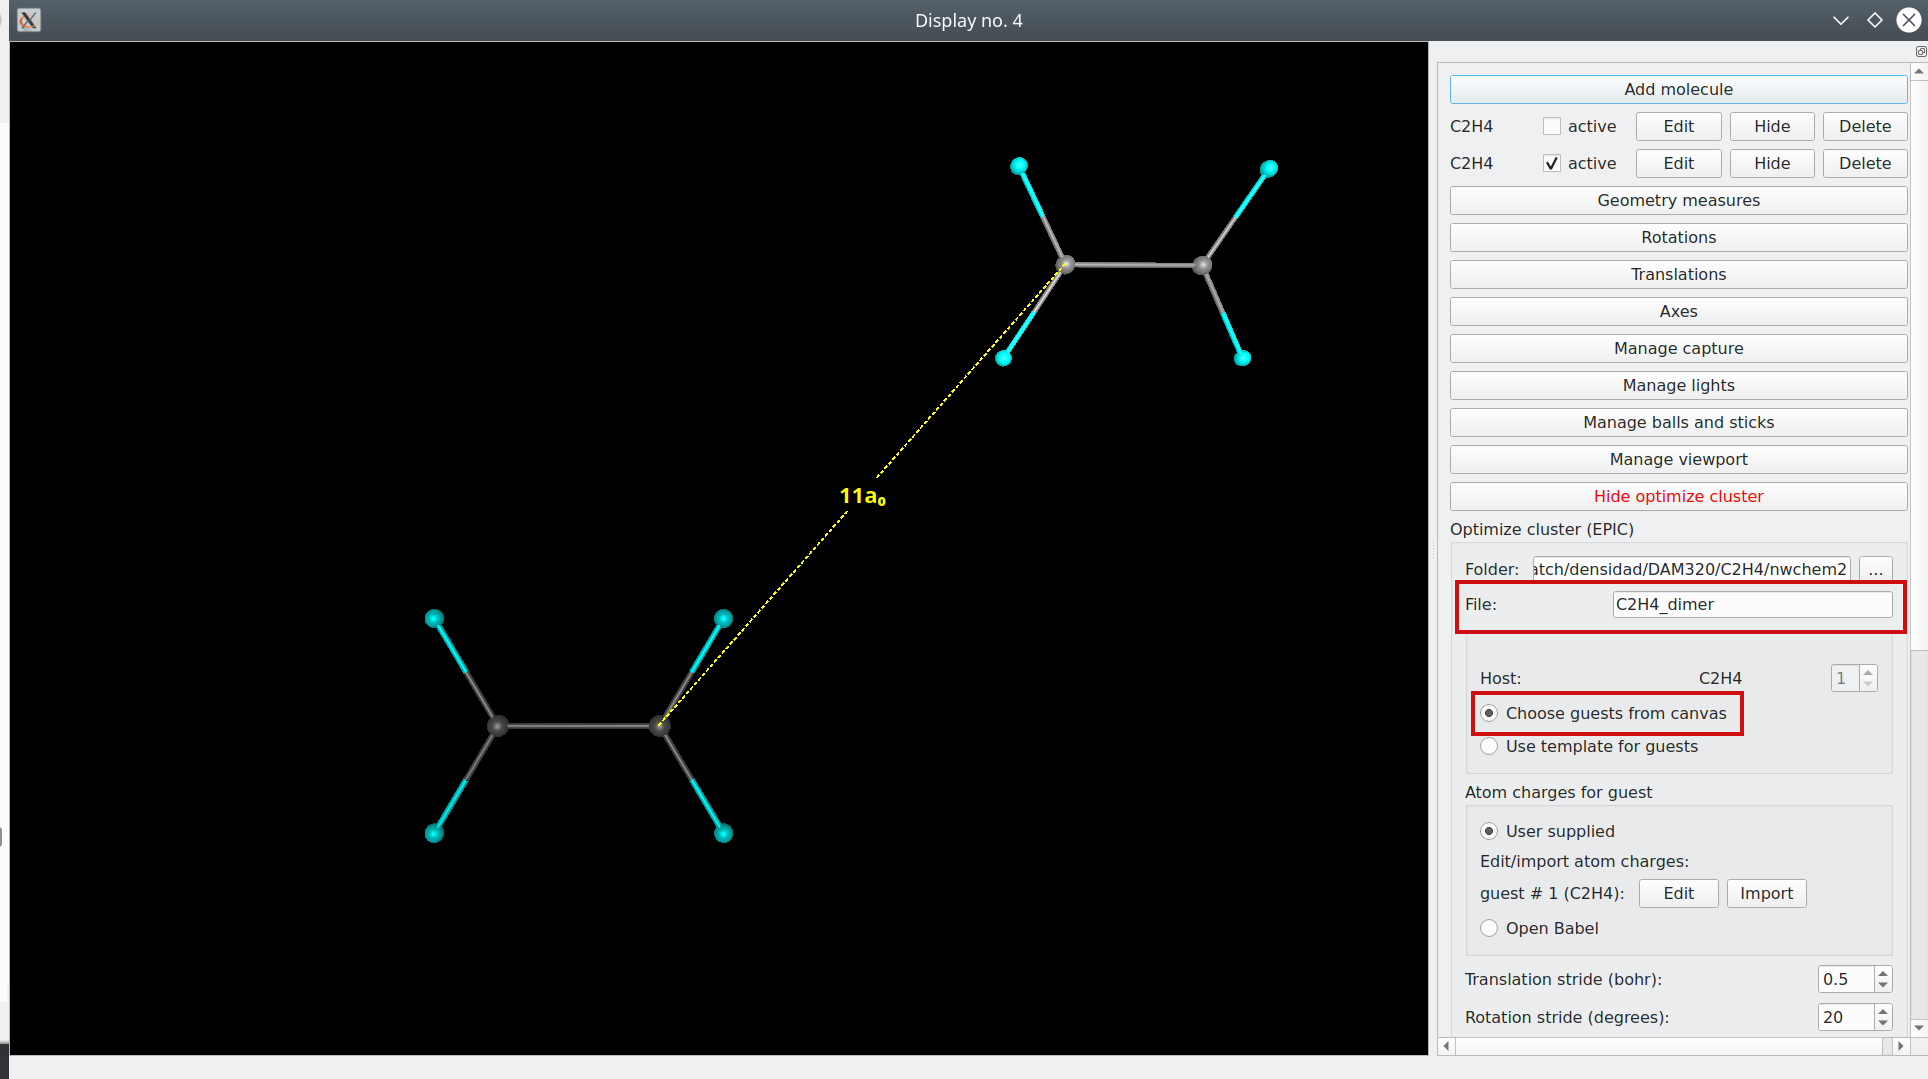 Display no. 4
11a₀
Add molecule
C2H4 active Edit Hide Delete
C2H4 active Edit Hide Delete
Geometry measures
Rotations
Translations
Axes
Manage capture
Manage lights
Manage balls and sticks
Manage viewport
Hide optimize cluster
Optimize cluster (EPIC)
Folder: atch/densidad/DAM320/C2H4/nwchem2 ...
File: C2H4_dimer
Host: C2H4 1
Choose guests from canvas
Use template for guests
Atom charges for guest
User supplied
Edit/import atom charges:
guest # 1 (C2H4): Edit Import
Open Babel
Translation stride (bohr): 0.5
Rotation stride (degrees): 20